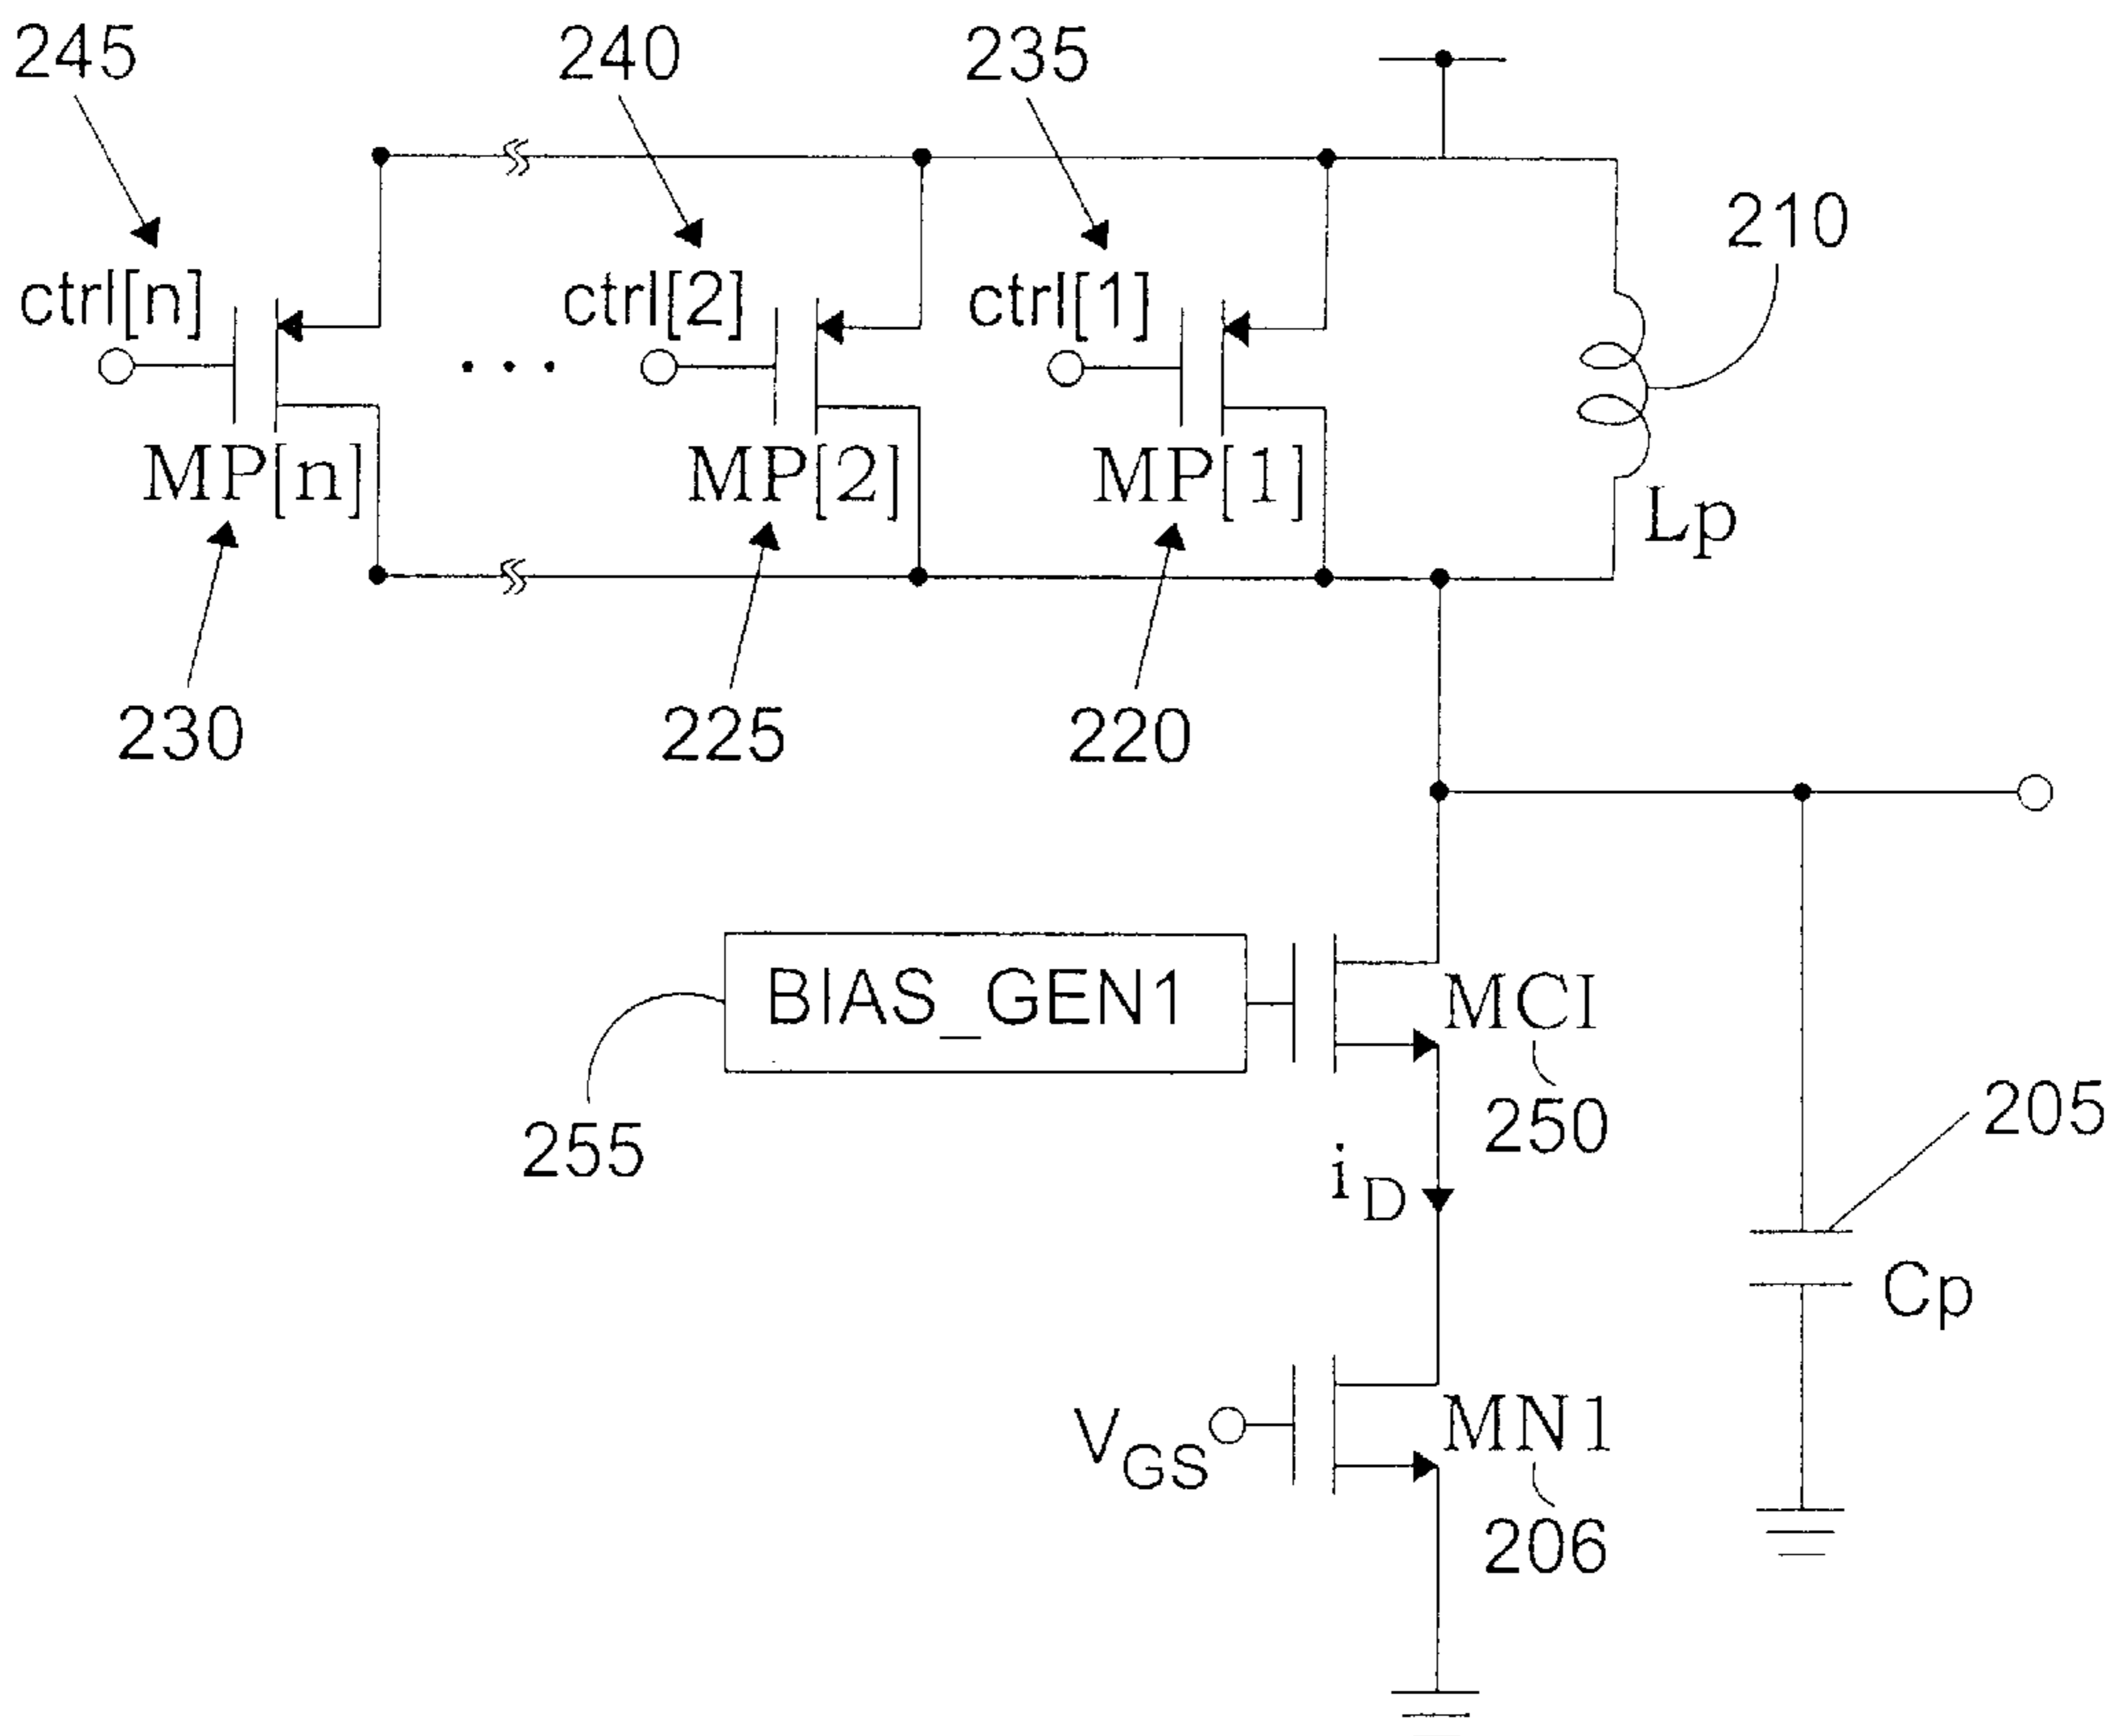 245
240
235
210
ctrl[n]
ctrl[2]
ctrl[1]
MP[n]
MP[2]
MP[1]
Lp
230
225
220
BIAS_GEN1
MCI
250
255
205
iD
Cp
VGS
MN1
206